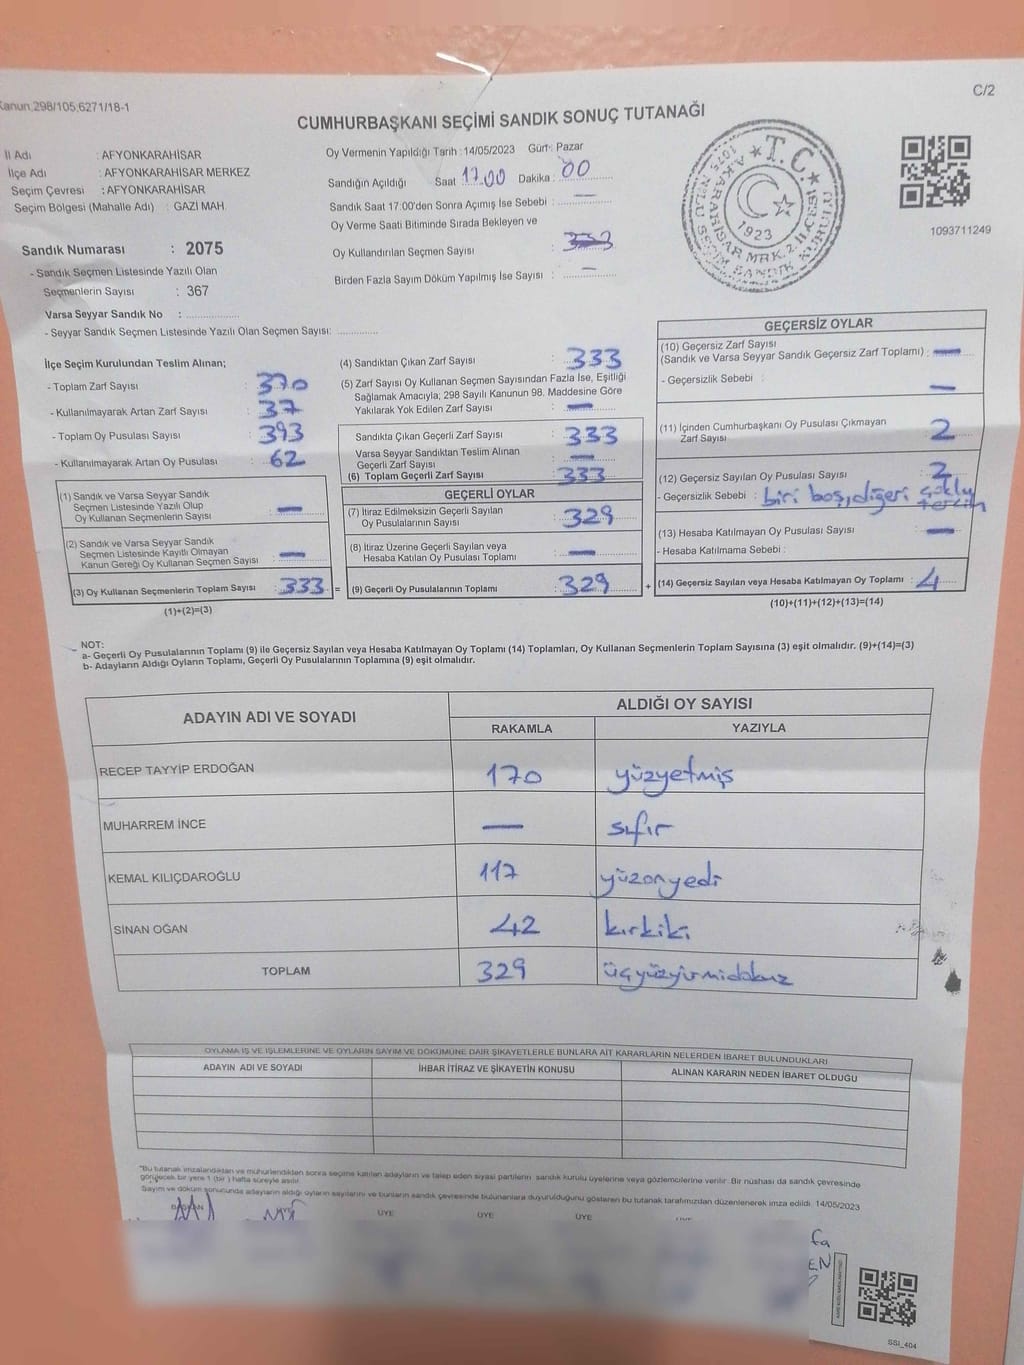 Kanun,298/105,6271/18-1
C/2
CUMHURBAŞKANI SEÇİMİ SANDIK SONUÇ TUTANAĞI
İl Adı : AFYONKARAHİSAR
İlçe Adı : AFYONKARAHİSAR MERKEZ
Seçim Çevresi : AFYONKARAHİSAR
Seçim Bölgesi (Mahalle Adı) : GAZİ MAH.
Sandık Numarası : 2075
- Sandık Seçmen Listesinde Yazılı Olan
Seçmenlerin Sayısı : 367
Varsa Seyyar Sandık No :
- Seyyar Sandık Seçmen Listesinde Yazılı Olan Seçmen Sayısı:
Oy Vermenin Yapıldığı Tarih :14/05/2023 Gün : Pazar
Sandığın Açıldığı Saat 17.00 Dakika : 00
Sandık Saat 17:00'den Sonra Açımış İse Sebebi : —
Oy Verme Saati Bitiminde Sırada Bekleyen ve
Oy Kullandırılan Seçmen Sayısı : 333
Birden Fazla Sayım Döküm Yapılmış İse Sayısı : —
T.C.
1923
1093711249
İlçe Seçim Kurulundan Teslim Alınan;
- Toplam Zarf Sayısı : 370
- Kullanılmayarak Artan Zarf Sayısı : 37
- Toplam Oy Pusulası Sayısı : 393
- Kullanılmayarak Artan Oy Pusulası : 62
(1) Sandık ve Varsa Seyyar Sandık
Seçmen Listesinde Yazılı Olup
Oy Kullanan Seçmenlerin Sayısı : —
(2) Sandık ve Varsa Seyyar Sandık
Seçmen Listesinde Kayıtlı Olmayan
Kanun Gereği Oy Kullanan Seçmen Sayısı : —
(3) Oy Kullanan Seçmenlerin Toplam Sayısı : 333 =
(1)+(2)=(3)
(4) Sandıktan Çıkan Zarf Sayısı : 333
(5) Zarf Sayısı Oy Kullanan Seçmen Sayısından Fazla İse, Eşitliği
Sağlamak Amacıyla; 298 Sayılı Kanunun 98. Maddesine Göre
Yakılarak Yok Edilen Zarf Sayısı : —
Sandıkta Çıkan Geçerli Zarf Sayısı : 333
Varsa Seyyar Sandıktan Teslim Alınan
Geçerli Zarf Sayısı : —
(6) Toplam Geçerli Zarf Sayısı : 333
GEÇERLİ OYLAR
(7) İtiraz Edilmeksizin Geçerli Sayılan
Oy Pusulalarının Sayısı : 329
(8) İtiraz Üzerine Geçerli Sayılan veya
Hesaba Katılan Oy Pusulası Toplamı : —
(9) Geçerli Oy Pusulalarının Toplamı : 329 +
GEÇERSİZ OYLAR
(10) Geçersiz Zarf Sayısı
(Sandık ve Varsa Seyyar Sandık Geçersiz Zarf Toplamı) : —
- Geçersizlik Sebebi : —
(11) İçinden Cumhurbaşkanı Oy Pusulası Çıkmayan
Zarf Sayısı : 2
(12) Geçersiz Sayılan Oy Pusulası Sayısı : 2
- Geçersizlik Sebebi : biri boş, diğeri çoklu tercih
(13) Hesaba Katılmayan Oy Pusulası Sayısı : —
- Hesaba Katılmama Sebebi :
(14) Geçersiz Sayılan veya Hesaba Katılmayan Oy Toplamı : 4
(10)+(11)+(12)+(13)=(14)
NOT:
a- Geçerli Oy Pusulalarının Toplamı (9) ile Geçersiz Sayılan veya Hesaba Katılmayan Oy Toplamı (14) Toplamları, Oy Kullanan Seçmenlerin Toplam Sayısına (3) eşit olmalıdır. (9)+(14)=(3)
b- Adayların Aldığı Oyların Toplamı, Geçerli Oy Pusulalarının Toplamına (9) eşit olmalıdır.
ADAYIN ADI VE SOYADI
ALDIĞI OY SAYISI
RAKAMLA YAZIYLA
RECEP TAYYİP ERDOĞAN 170 yüzyetmiş
MUHARREM İNCE — sıfır
KEMAL KILIÇDAROĞLU 117 yüzonyedi
SİNAN OĞAN 42 kırkiki
TOPLAM 329 üçyüzyirmidokuz
OYLAMA İŞ VE İŞLEMLERİNE VE OYLARIN SAYIM VE DÖKÜMÜNE DAİR ŞİKAYETLERLE BUNLARA AİT KARARLARIN NELERDEN İBARET BULUNDUKLARI
ADAYIN ADI VE SOYADI İHBAR İTİRAZ VE ŞİKAYETİN KONUSU ALINAN KARARIN NEDEN İBARET OLDUĞU
"Bu tutanak imzalandıktan ve mühürlendikten sonra seçime katılan adayların ve talep eden siyasi partilerin sandık kurulu üyelerine veya gözlemcilerine verilir. Bir nüshası da sandık çevresinde
görülecek bir yere 1 (bir) hafta süreyle asılır.
Sayım ve döküm sonucunda adayların aldığı oyların sayılarını ve bunların sandık çevresinde bulunanlara duyurulduğunu gösteren bu tutanak tarafımızdan düzenlenerek imza edildi. 14/05/2023
BAŞKAN ÜYE ÜYE ÜYE ÜYE
SSI_404